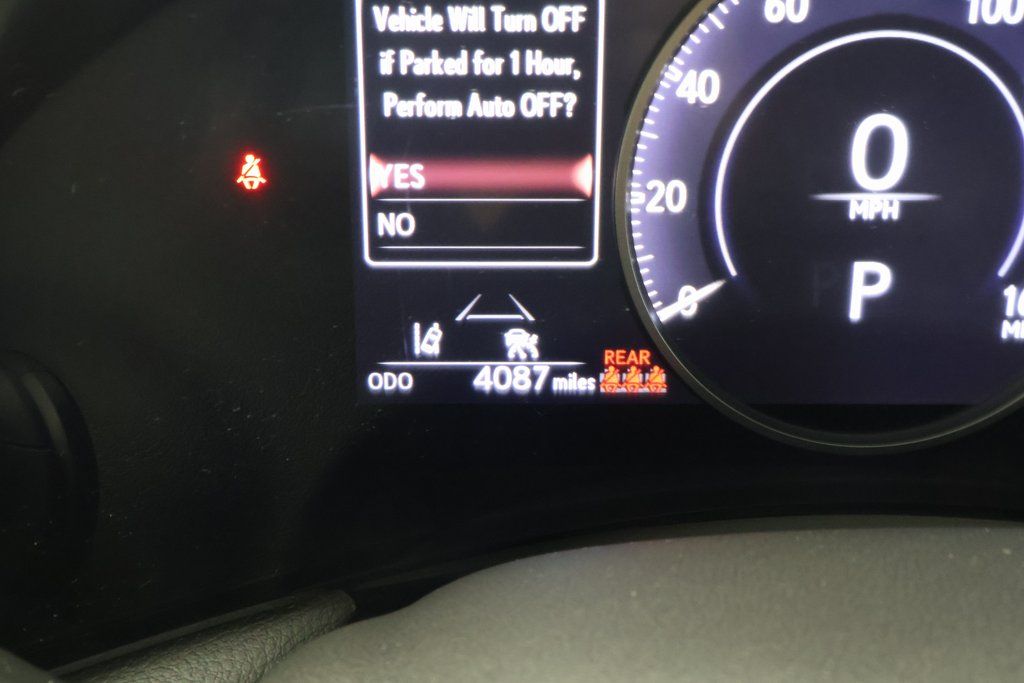 Vehicle Will Turn OFF
if Parked for 1 Hour,
Perform Auto OFF?
YES
NO
ODO 4087 miles
REAR
60
100
40
20
0
0
MPH
P